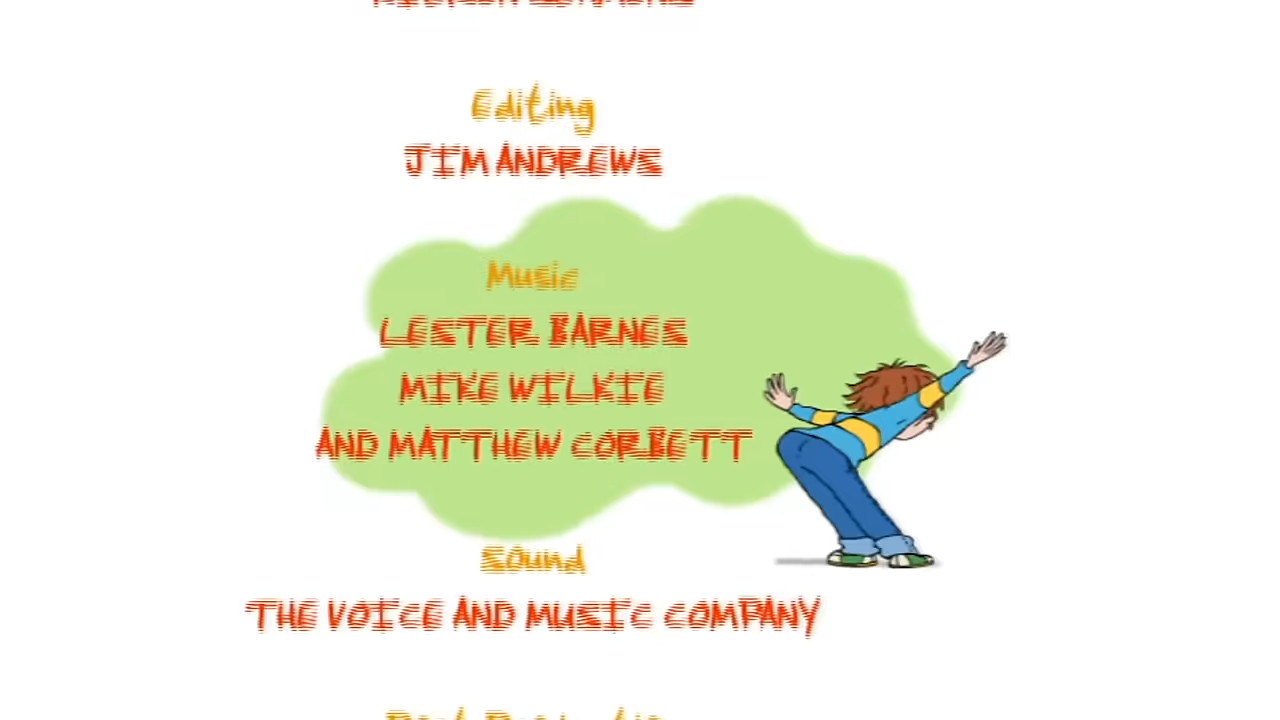 Editing
JIM ANDREWS
Music
LESTER BARNES
MIKE WILKIE
AND MATTHEW CORBETT
Sound
THE VOICE AND MUSIC COMPANY